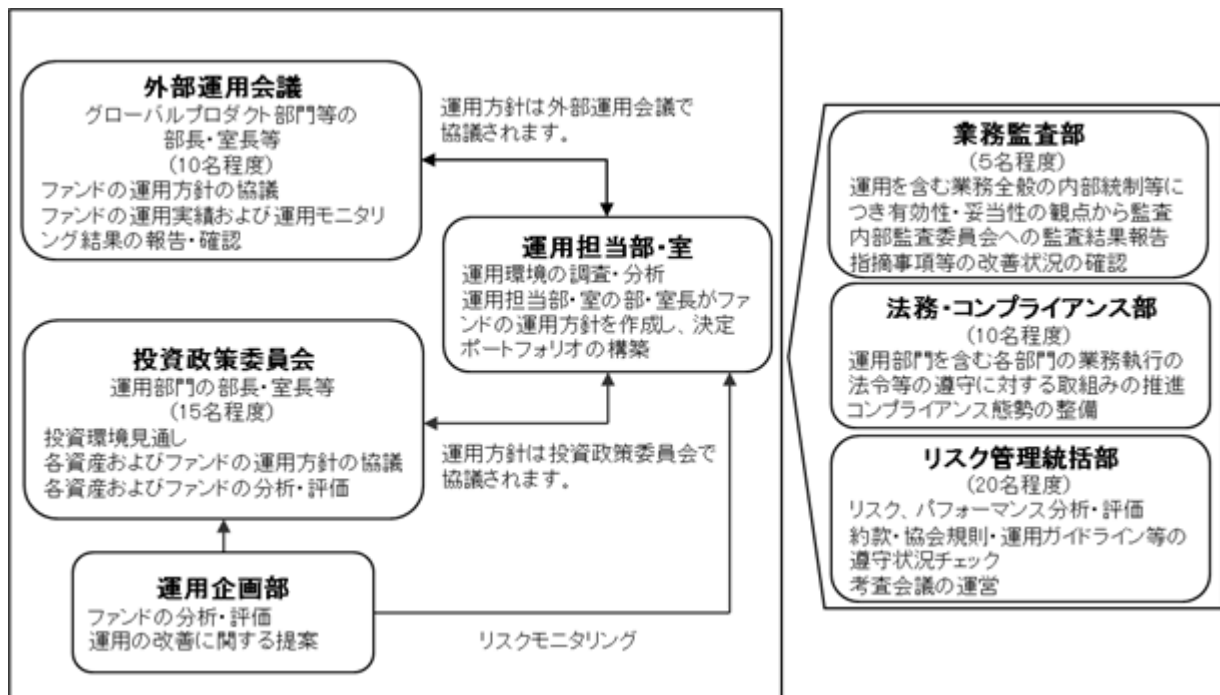 外部運用会議
グローバルプロダクト部門等の
部長・室長等
(10名程度)
ファンドの運用方針の協議
ファンドの運用実績および運用モニタリ
ング結果の報告・確認
運用方針は外部運用会議で
協議されます。
運用担当部・室
運用環境の調査・分析
運用担当部・室の部・室長がファ
ンドの運用方針を作成し、決定
ポートフォリオの構築
投資政策委員会
運用部門の部長・室長等
(15名程度)
投資環境見通し
各資産およびファンドの運用方針の協議
各資産およびファンドの分析・評価
運用方針は投資政策委員会で
協議されます。
運用企画部
ファンドの分析・評価
運用の改善に関する提案
リスクモニタリング
業務監査部
(5名程度)
運用を含む業務全般の内部統制等に
つき有効性・妥当性の観点から監査
内部監査委員会への監査結果報告
指摘事項等の改善状況の確認
法務・コンプライアンス部
(10名程度)
運用部門を含む各部門の業務執行の
法令等の遵守に対する取組みの推進
コンプライアンス態勢の整備
リスク管理統括部
(20名程度)
リスク、パフォーマンス分析・評価
約款・協会規則・運用ガイドライン等の
遵守状況チェック
考査会議の運営